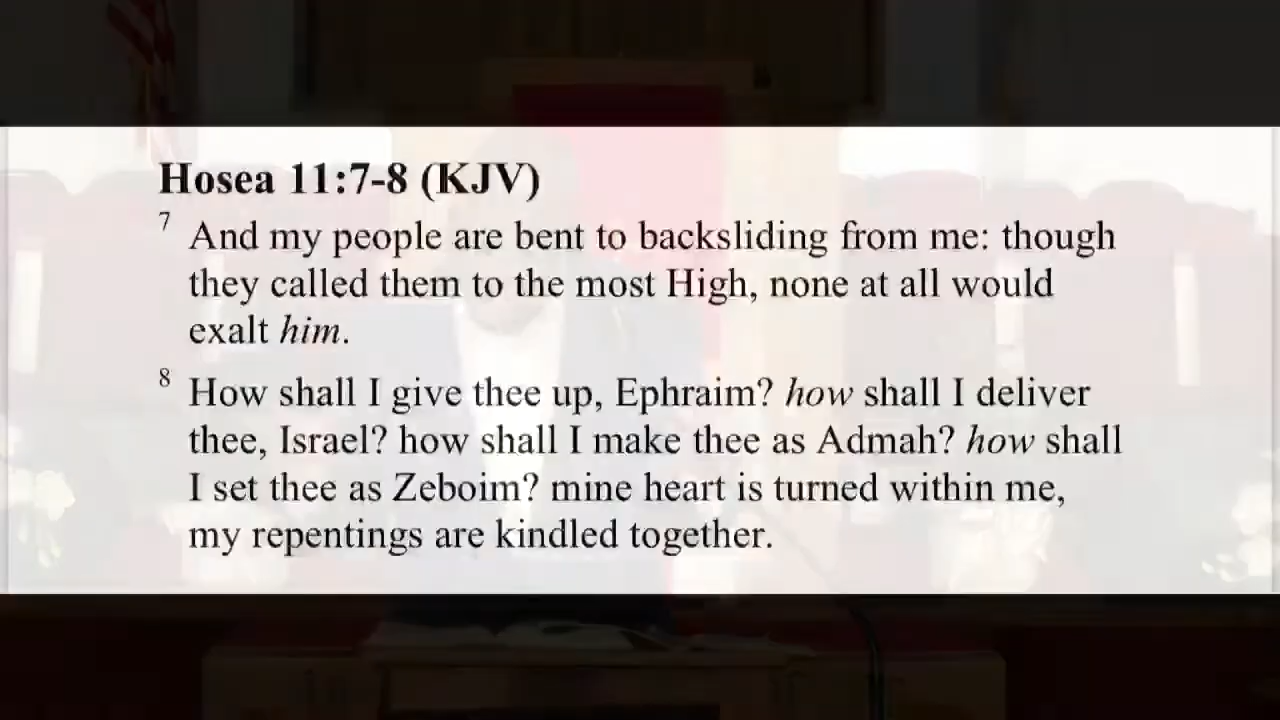 Hosea 11:7-8 (KJV)
7 And my people are bent to backsliding from me: though
they called them to the most High, none at all would
exalt him.
8 How shall I give thee up, Ephraim? how shall I deliver
thee, Israel? how shall I make thee as Admah? how shall
I set thee as Zeboim? mine heart is turned within me,
my repentings are kindled together.